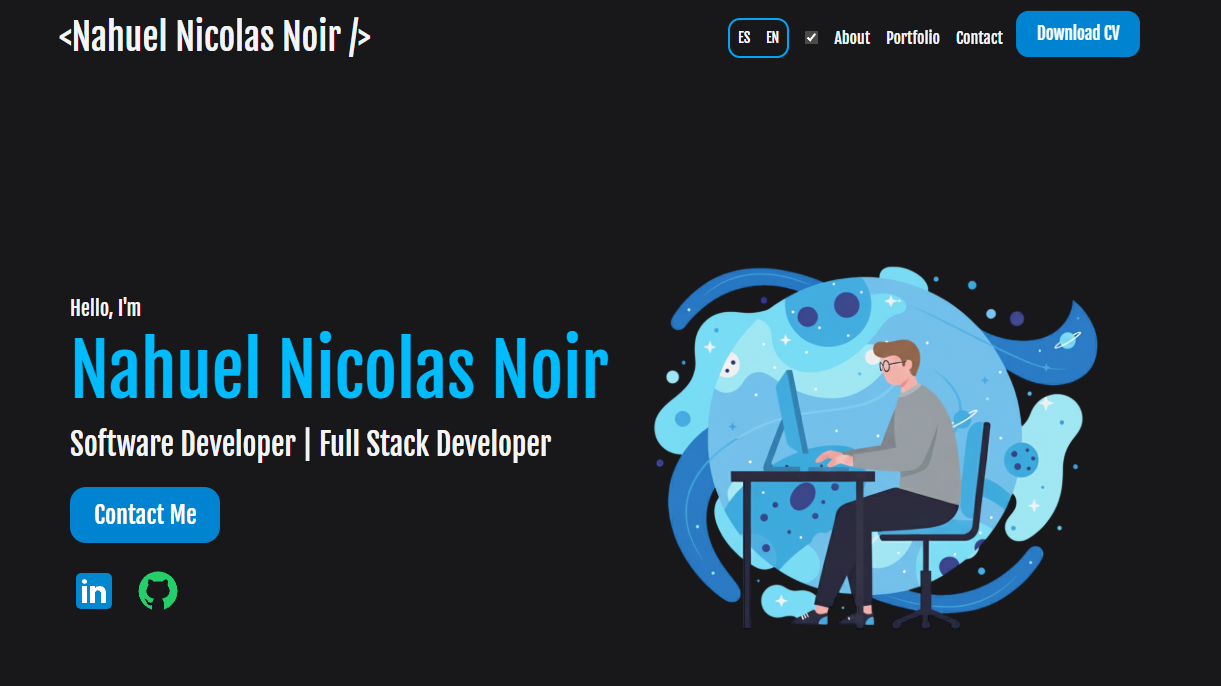 <Nahuel Nicolas Noir />
ES EN About Portfolio Contact Download CV
Hello, I'm
Nahuel Nicolas Noir
Software Developer | Full Stack Developer
Contact Me
in